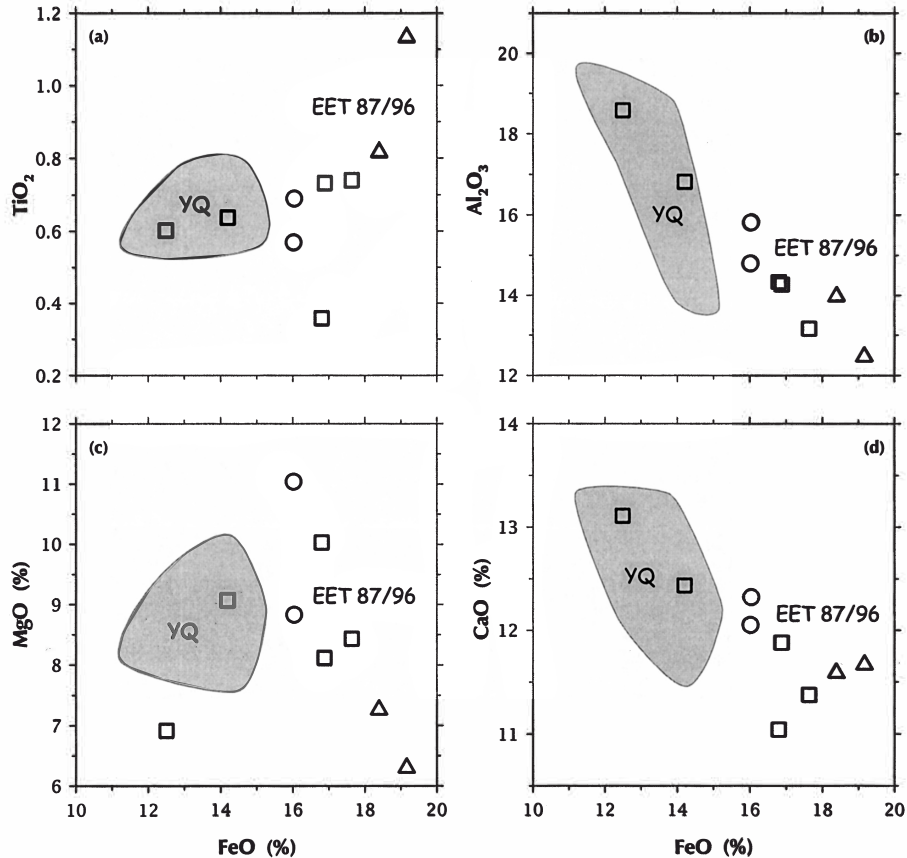 1.2
1.0
0.8
0.6
0.4
0.2
TiO₂
(a)
EET 87/96
YQ
20
18
16
14
12
Al₂O₃
(b)
EET 87/96
YQ
12
11
10
9
8
7
6
MgO (%)
(c)
EET 87/96
YQ
10 12 14 16 18 20
FeO (%)
14
13
12
11
CaO (%)
(d)
EET 87/96
YQ
10 12 14 16 18 20
FeO (%)